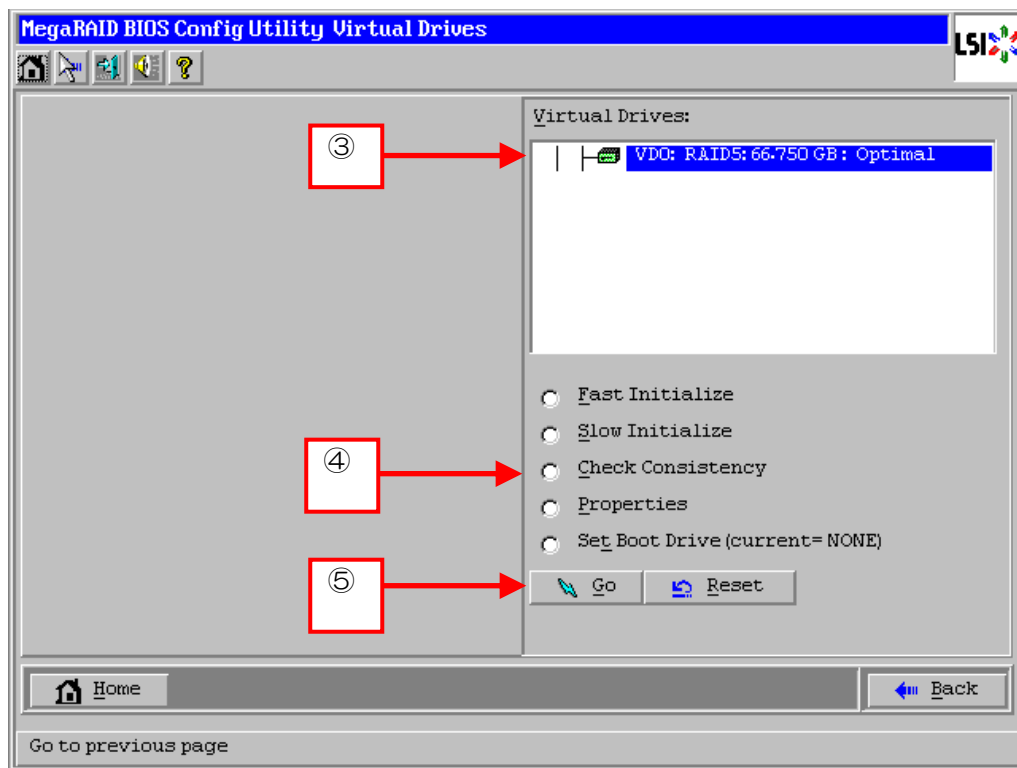 MegaRAID BIOS Config Utility Virtual Drives
LSI
Virtual Drives:
③
VD0: RAID5: 66.750 GB: Optimal
Fast Initialize
Slow Initialize
④
Check Consistency
Properties
Set Boot Drive (current= NONE)
⑤
Go
Reset
Home
Back
Go to previous page